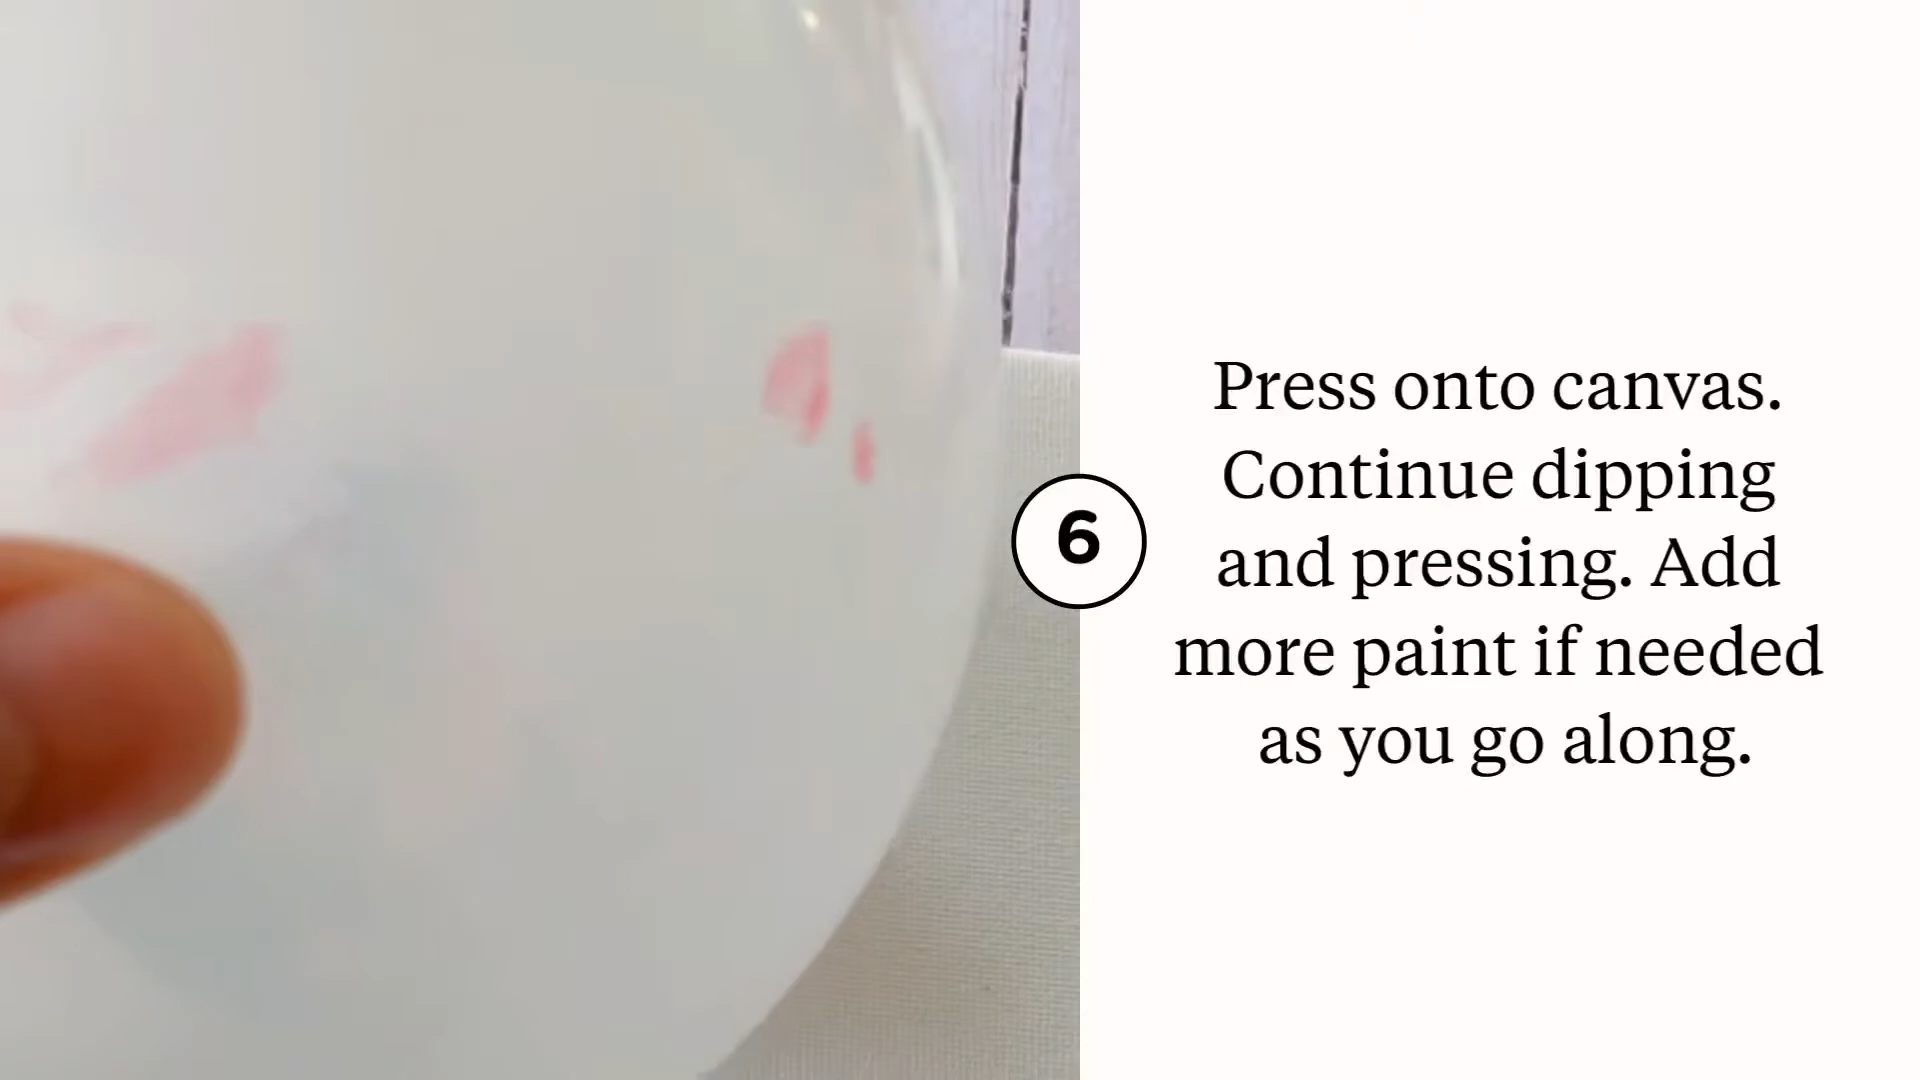 6
Press onto canvas.
Continue dipping
and pressing. Add
more paint if needed
as you go along.